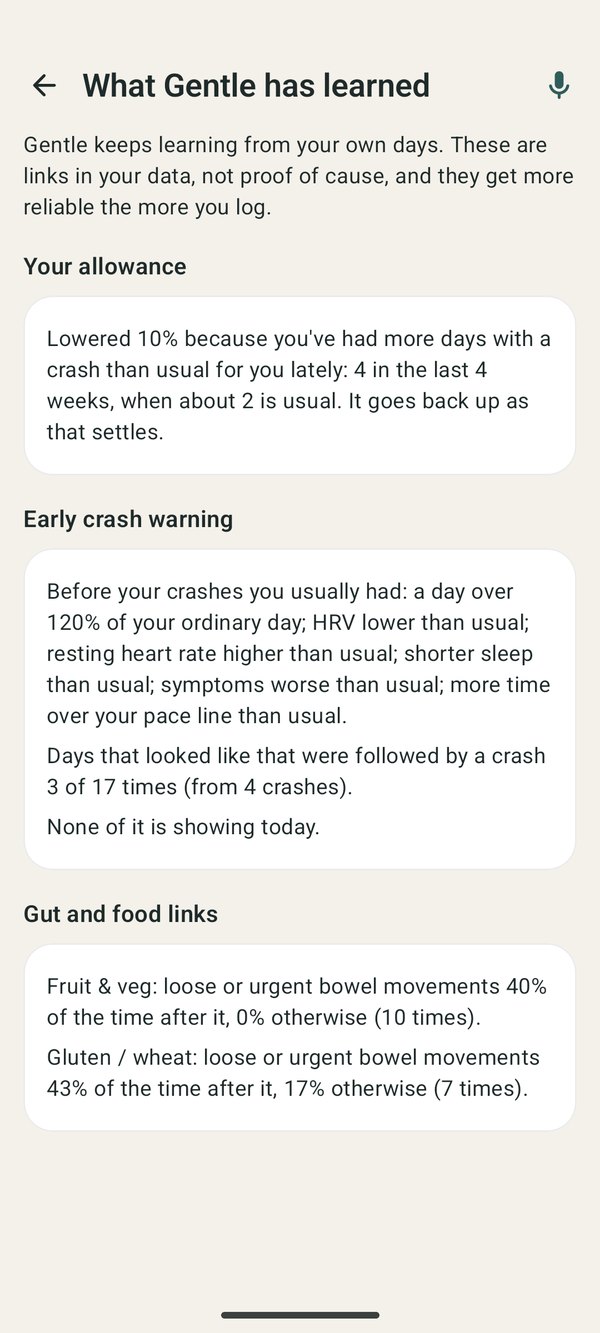 What Gentle has learned
Gentle keeps learning from your own days. These are
links in your data, not proof of cause, and they get more
reliable the more you log.
Your allowance
Lowered 10% because you've had more days with a
crash than usual for you lately: 4 in the last 4
weeks, when about 2 is usual. It goes back up as
that settles.
Early crash warning
Before your crashes you usually had: a day over
120% of your ordinary day; HRV lower than usual;
resting heart rate higher than usual; shorter sleep
than usual; symptoms worse than usual; more time
over your pace line than usual.
Days that looked like that were followed by a crash
3 of 17 times (from 4 crashes).
None of it is showing today.
Gut and food links
Fruit & veg: loose or urgent bowel movements 40%
of the time after it, 0% otherwise (10 times).
Gluten / wheat: loose or urgent bowel movements
43% of the time after it, 17% otherwise (7 times).